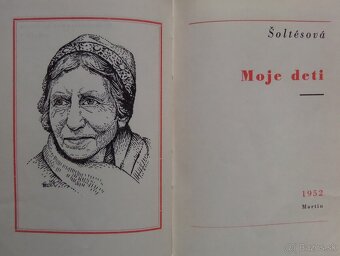 Šoltésová
Moje deti
1952
Martin